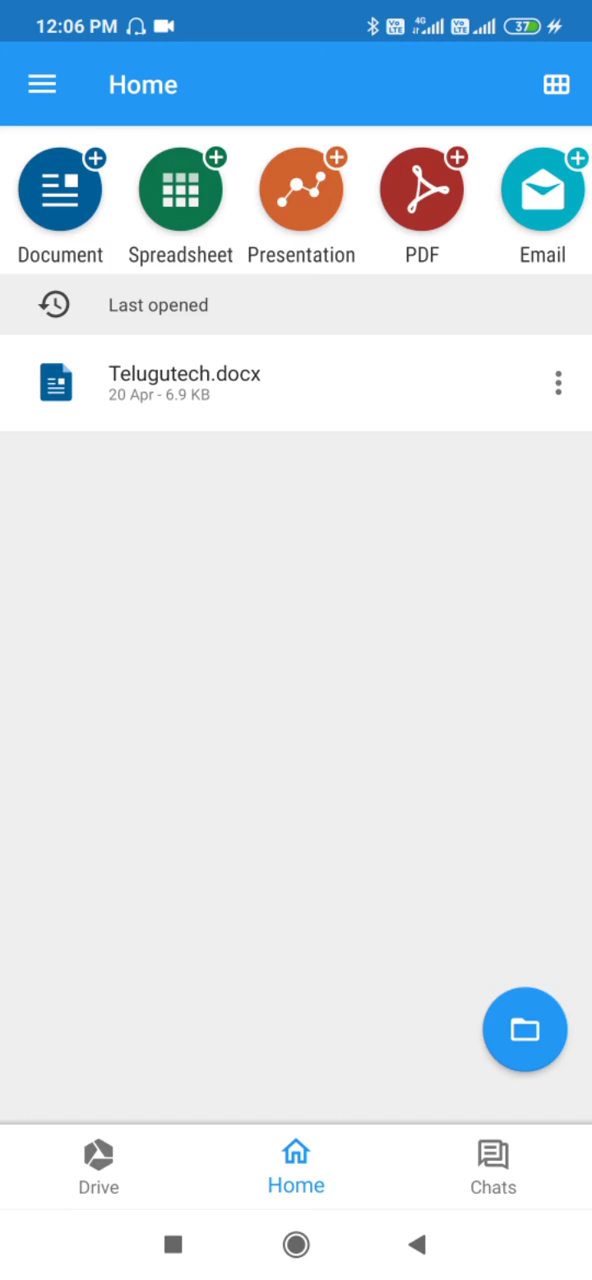 12:06 PM 4G 37
Home
Document Spreadsheet Presentation PDF Email
Last opened
Telugutech.docx
20 Apr - 6.9 KB
Drive Home Chats